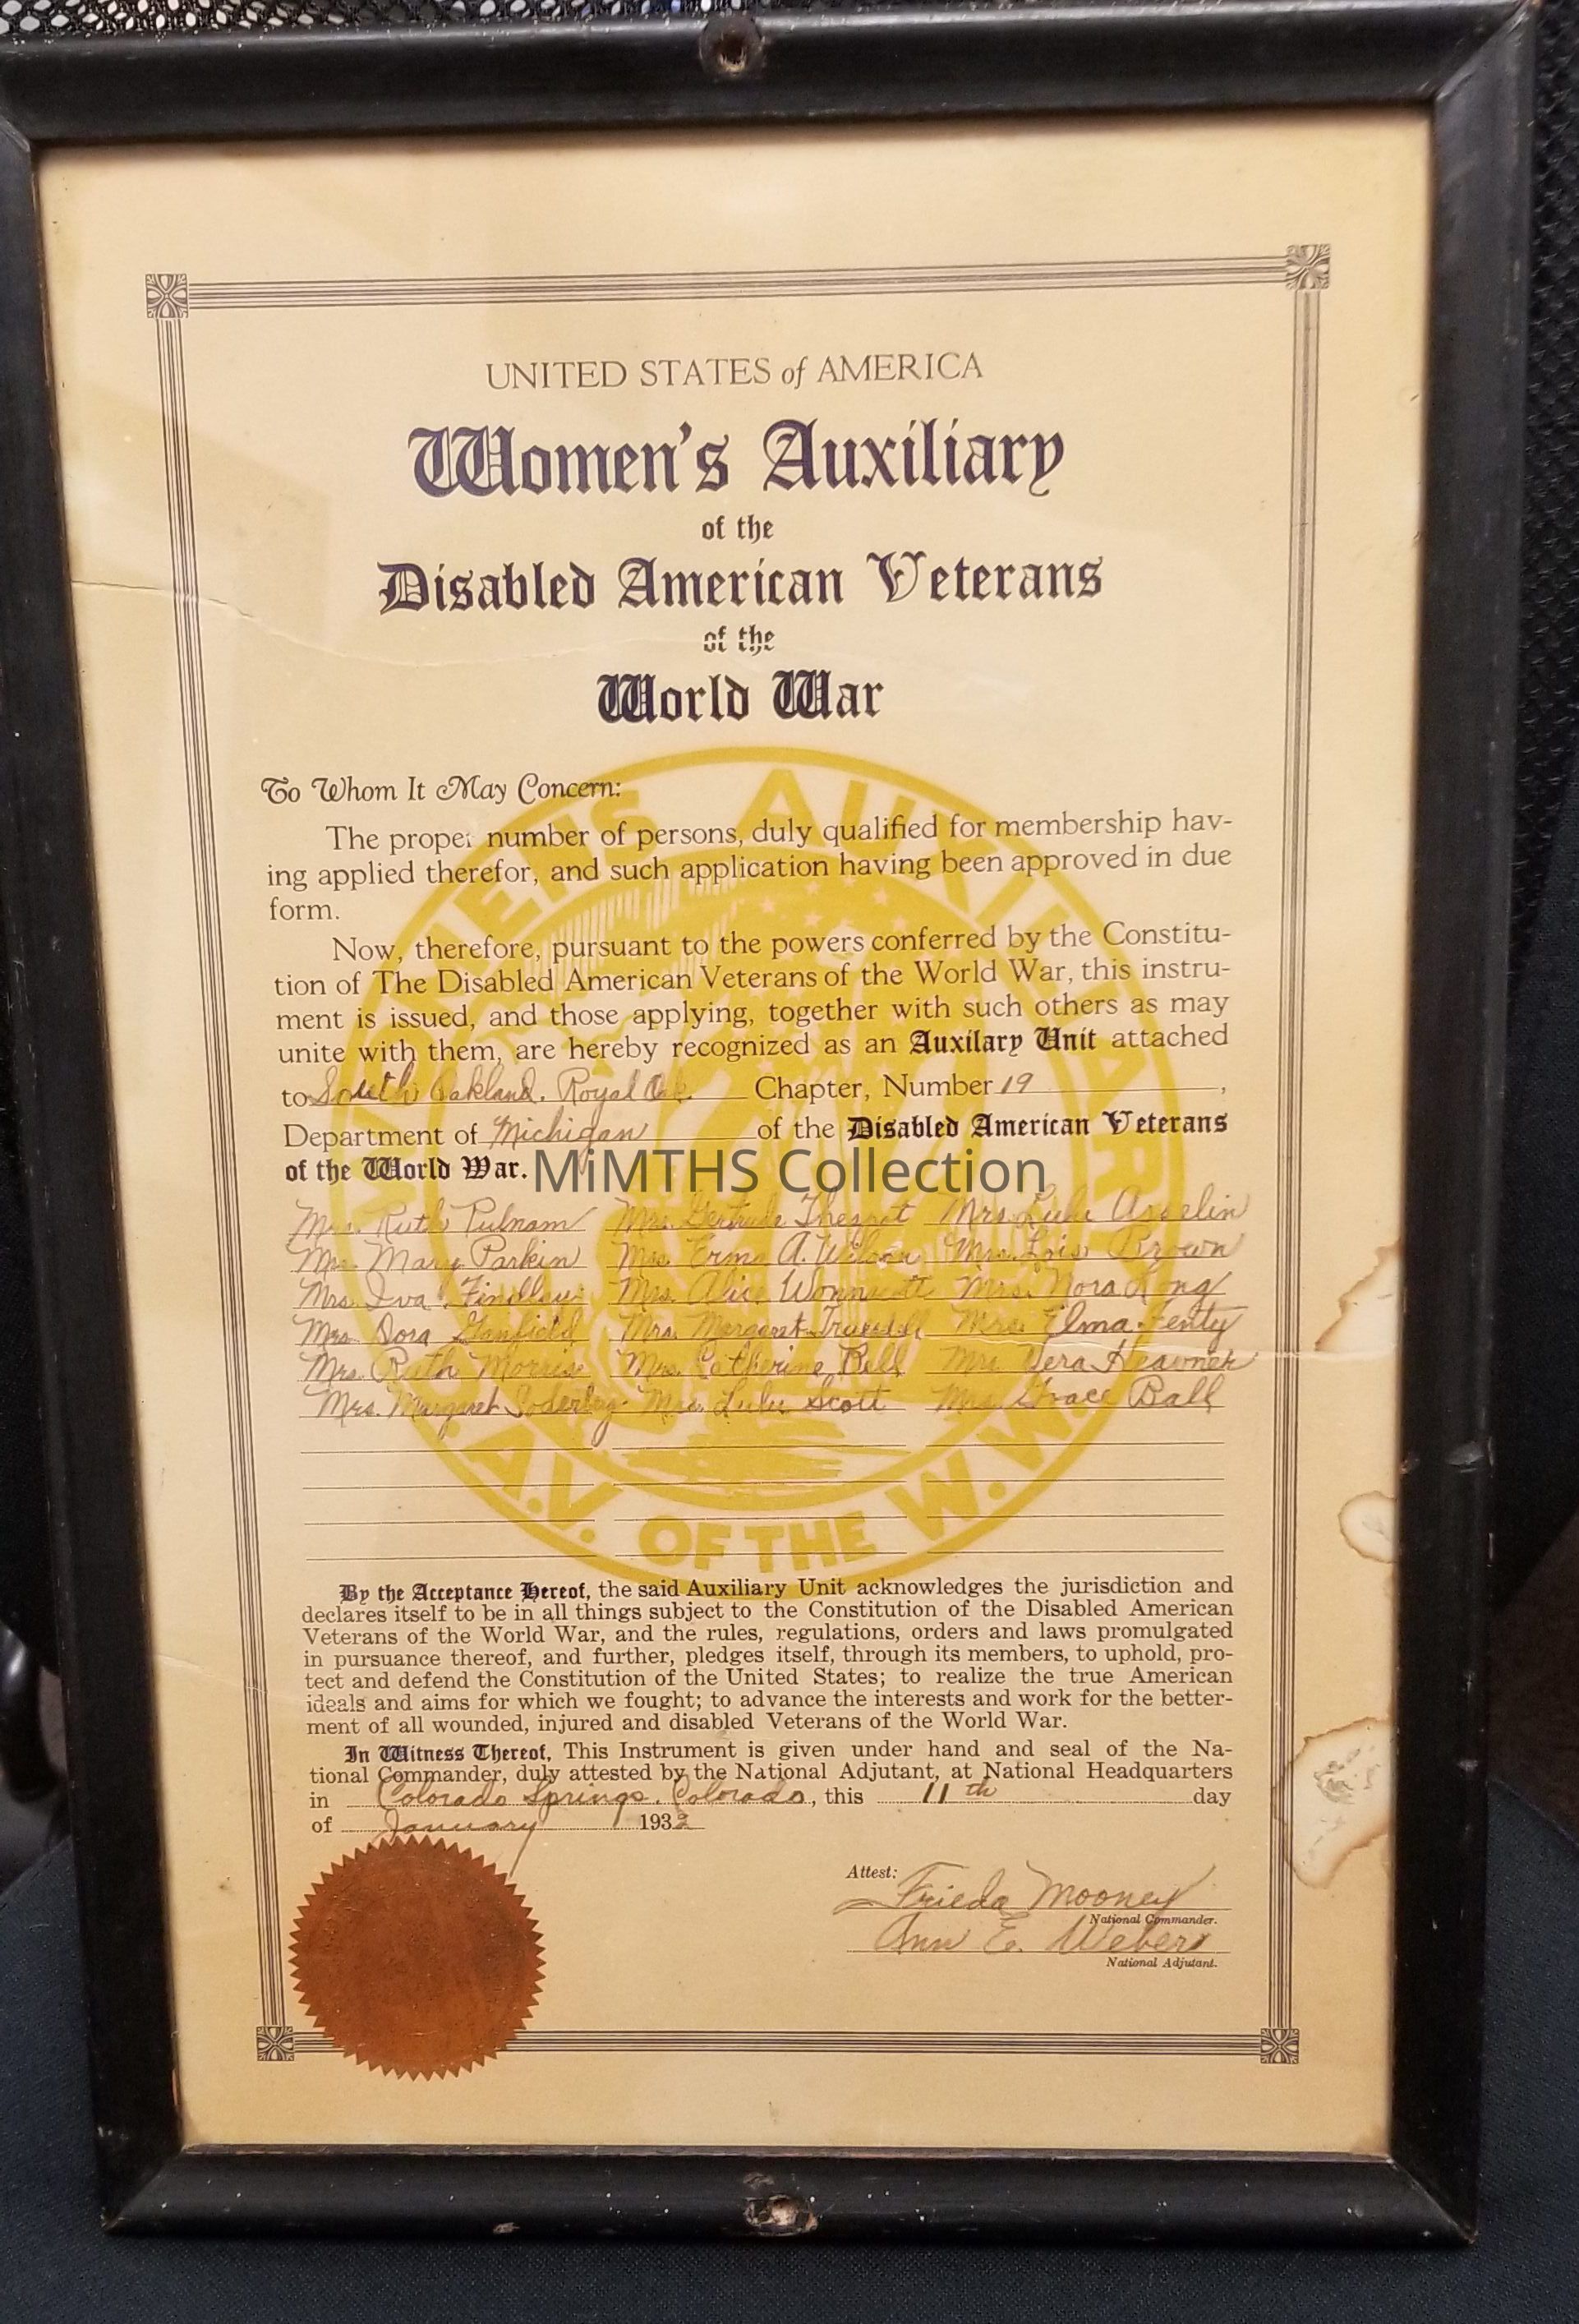 UNITED STATES of AMERICA
Women's Auxiliary
of the
Disabled American Veterans
of the
World War
To Whom It May Concern:
The proper number of persons, duly qualified for membership hav-
ing applied therefor, and such application having been approved in due
form.
Now, therefore, pursuant to the powers conferred by the Constitu-
tion of The Disabled American Veterans of the World War, this instru-
ment is issued, and those applying, together with such others as may
unite with them, are hereby recognized as an Auxilary Unit attached
to South Oakland, Royal Oak. Chapter, Number 19,
Department of Michigan of the Disabled American Veterans
of the World War.
MiMTHS Collection
Mrs. Ruth Putnam Mrs. Gertrude Mrs. Lulu Asselin
Mrs. Mary Parkin Mrs. Erma A. Wilcox Mrs. Lois Brown
Mrs. Iva Findlay Mrs. Alice Wonnacott Mrs. Nora Long
Mrs. Dora Mrs. Margaret Truesdell Mrs. Elma Fenty
Mrs. Ruth Morris Mrs. Catherine Bell Mrs. Vera Heavner
Mrs. Margaret Mrs. Lulu Scott Mrs. Grace Ball
AUXILIARY
D.A.V. OF THE W.W.
By the Acceptance Hereof, the said Auxiliary Unit acknowledges the jurisdiction and
declares itself to be in all things subject to the Constitution of the Disabled American
Veterans of the World War, and the rules, regulations, orders and laws promulgated
in pursuance thereof, and further, pledges itself, through its members, to uphold, pro-
tect and defend the Constitution of the United States; to realize the true American
ideals and aims for which we fought; to advance the interests and work for the better-
ment of all wounded, injured and disabled Veterans of the World War.
In Witness Thereof, This Instrument is given under hand and seal of the Na-
tional Commander, duly attested by the National Adjutant, at National Headquarters
in Colorado Springs, Colorado, this 11th day
of January 1932
Attest:
Frieda Mooney
National Commander.
Ann E. Weber
National Adjutant.